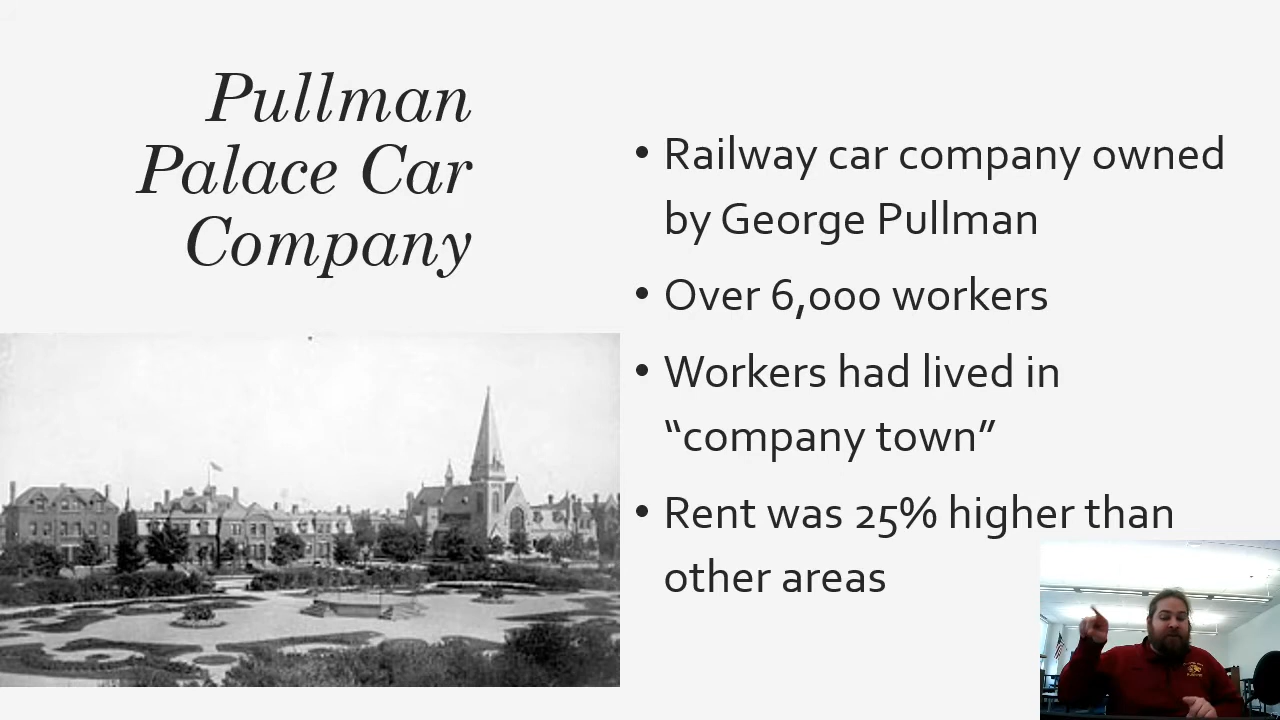 Pullman
Palace Car
Company
• Railway car company owned
by George Pullman
• Over 6,000 workers
• Workers had lived in
“company town”
• Rent was 25% higher than
other areas